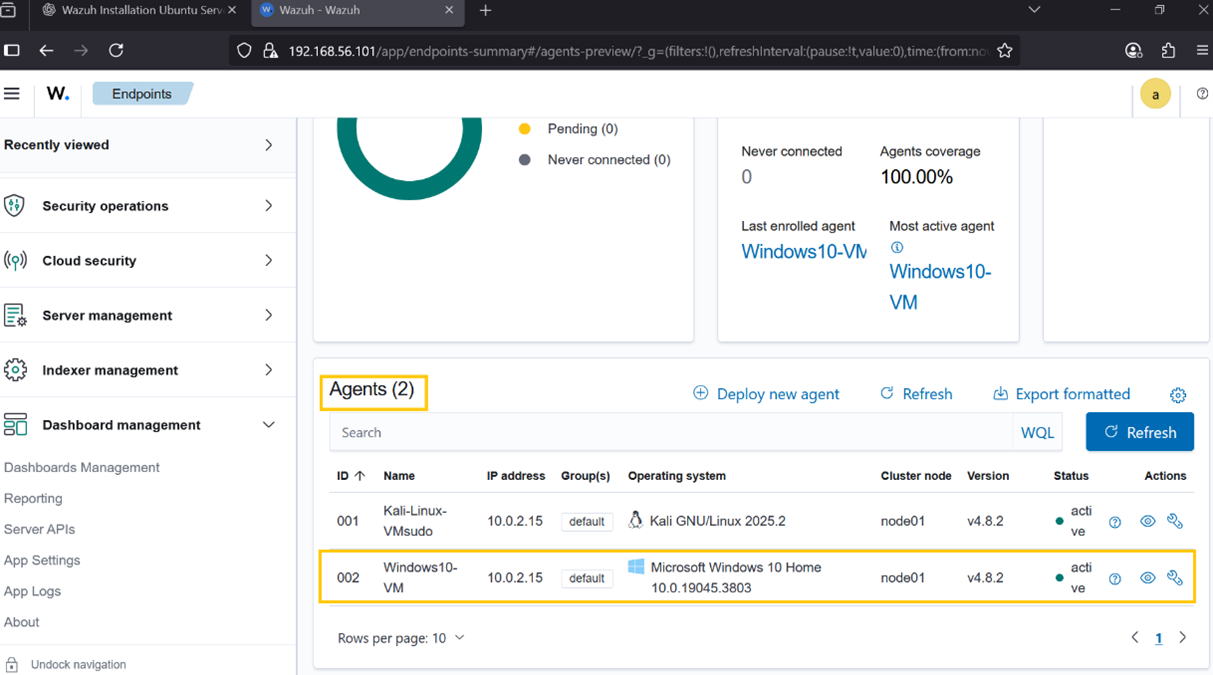 Wazuh Installation Ubuntu Serv
Wazuh - Wazuh
192.168.56.101/app/endpoints-summary#/agents-preview/?_g=(filters:!(),refreshInterval:(pause:!t,value:0),time:(from:no
W.
Endpoints
a
Recently viewed
Security operations
Cloud security
Server management
Indexer management
Dashboard management
Dashboards Management
Reporting
Server APIs
App Settings
App Logs
About
Undock navigation
Pending (0)
Never connected (0)
Never connected
0
Agents coverage
100.00%
Last enrolled agent
Windows10-VM
Most active agent
Windows10-
VM
Agents (2)
Deploy new agent
Refresh
Export formatted
Search
WQL
Refresh
ID Name IP address Group(s) Operating system Cluster node Version Status Actions
001 Kali-Linux-VMsudo 10.0.2.15 default Kali GNU/Linux 2025.2 node01 v4.8.2 active
002 Windows10-VM 10.0.2.15 default Microsoft Windows 10 Home 10.0.19045.3803 node01 v4.8.2 active
Rows per page: 10
1